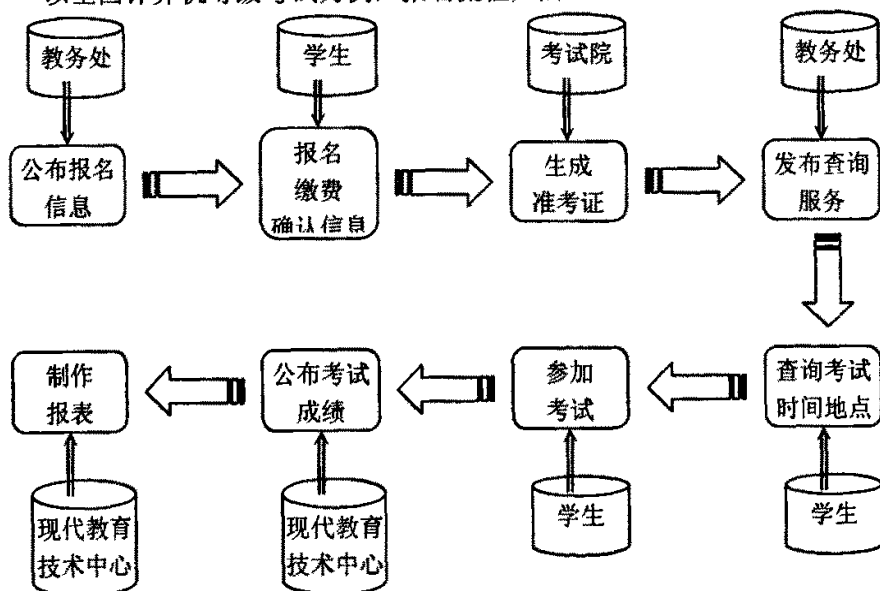 教务处
学生
考试院
教务处
公布报名
信息
报名
缴费
确认信息
生成
准考证
发布查询
服务
制作
报表
公布考试
成绩
参加
考试
查询考试
时间地点
现代教育
技术中心
现代教育
技术中心
学生
学生